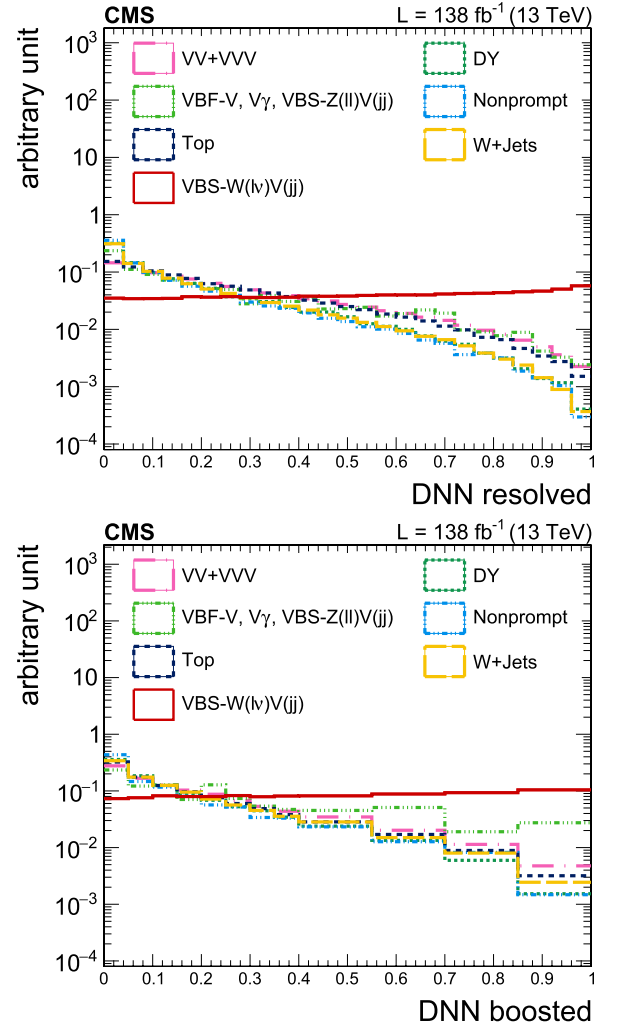 CMS L = 138 fb⁻¹ (13 TeV)
arbitrary unit
10³
10²
10
1
10⁻¹
10⁻²
10⁻³
10⁻⁴
VV+VVV
DY
VBF-V, Vγ, VBS-Z(ll)V(jj)
Nonprompt
Top
W+Jets
VBS-W(lν)V(jj)
0 0.1 0.2 0.3 0.4 0.5 0.6 0.7 0.8 0.9 1
DNN resolved
CMS L = 138 fb⁻¹ (13 TeV)
arbitrary unit
10³
10²
10
1
10⁻¹
10⁻²
10⁻³
10⁻⁴
VV+VVV
DY
VBF-V, Vγ, VBS-Z(ll)V(jj)
Nonprompt
Top
W+Jets
VBS-W(lν)V(jj)
0 0.1 0.2 0.3 0.4 0.5 0.6 0.7 0.8 0.9 1
DNN boosted